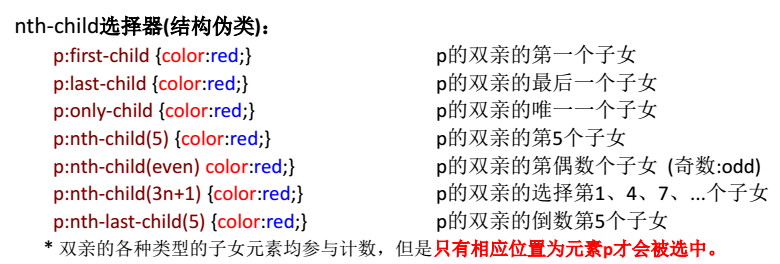 nth-child选择器(结构伪类)：
p:first-child {color:red;} p的双亲的第一个子女
p:last-child {color:red;} p的双亲的最后一个子女
p:only-child {color:red;} p的双亲的唯一一个子女
p:nth-child(5) {color:red;} p的双亲的第5个子女
p:nth-child(even) color:red;} p的双亲的第偶数个子女 (奇数:odd)
p:nth-child(3n+1) {color:red;} p的双亲的选择第1、4、7、...个子女
p:nth-last-child(5) {color:red;} p的双亲的倒数第5个子女
* 双亲的各种类型的子女元素均参与计数，但是只有相应位置为元素p才会被选中。